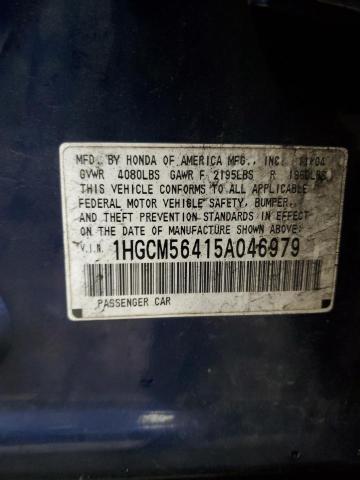 MFD. BY HONDA OF AMERICA MFG., INC. 11/04
GVWR 4080LBS GAWR F 2195LBS R 1960LBS
THIS VEHICLE CONFORMS TO ALL APPLICABLE
FEDERAL MOTOR VEHICLE SAFETY, BUMPER,
AND THEFT PREVENTION STANDARDS IN EFFECT
ON THE DATE OF MANUFACTURE SHOWN ABOVE.
V.I.N. 1HGCM56415A046979
PASSENGER CAR